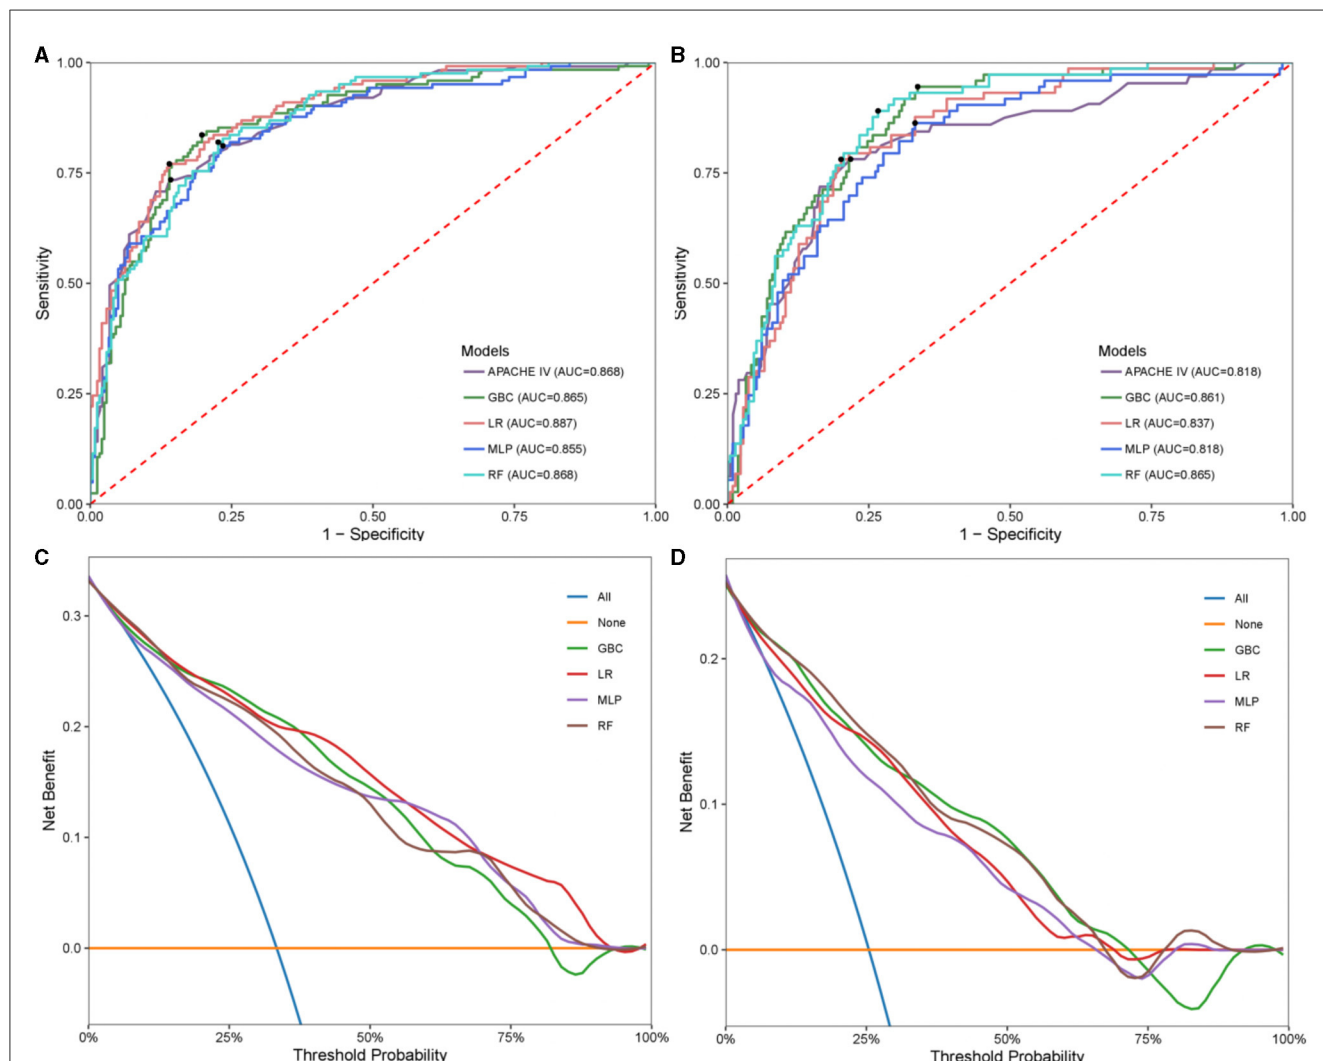 A
B
1.00
0.75
0.50
0.25
0.00
Sensitivity
Models
APACHE IV (AUC=0.868)
GBC (AUC=0.865)
LR (AUC=0.887)
MLP (AUC=0.855)
RF (AUC=0.868)
0.00 0.25 0.50 0.75 1.00
1 − Specificity
1.00
0.75
0.50
0.25
0.00
Sensitivity
Models
APACHE IV (AUC=0.818)
GBC (AUC=0.861)
LR (AUC=0.837)
MLP (AUC=0.818)
RF (AUC=0.865)
0.00 0.25 0.50 0.75 1.00
1 − Specificity
C
D
0.3
0.2
0.1
0.0
Net Benefit
All
None
GBC
LR
MLP
RF
0% 25% 50% 75% 100%
Threshold Probability
0.2
0.1
0.0
Net Benefit
All
None
GBC
LR
MLP
RF
0% 25% 50% 75% 100%
Threshold Probability